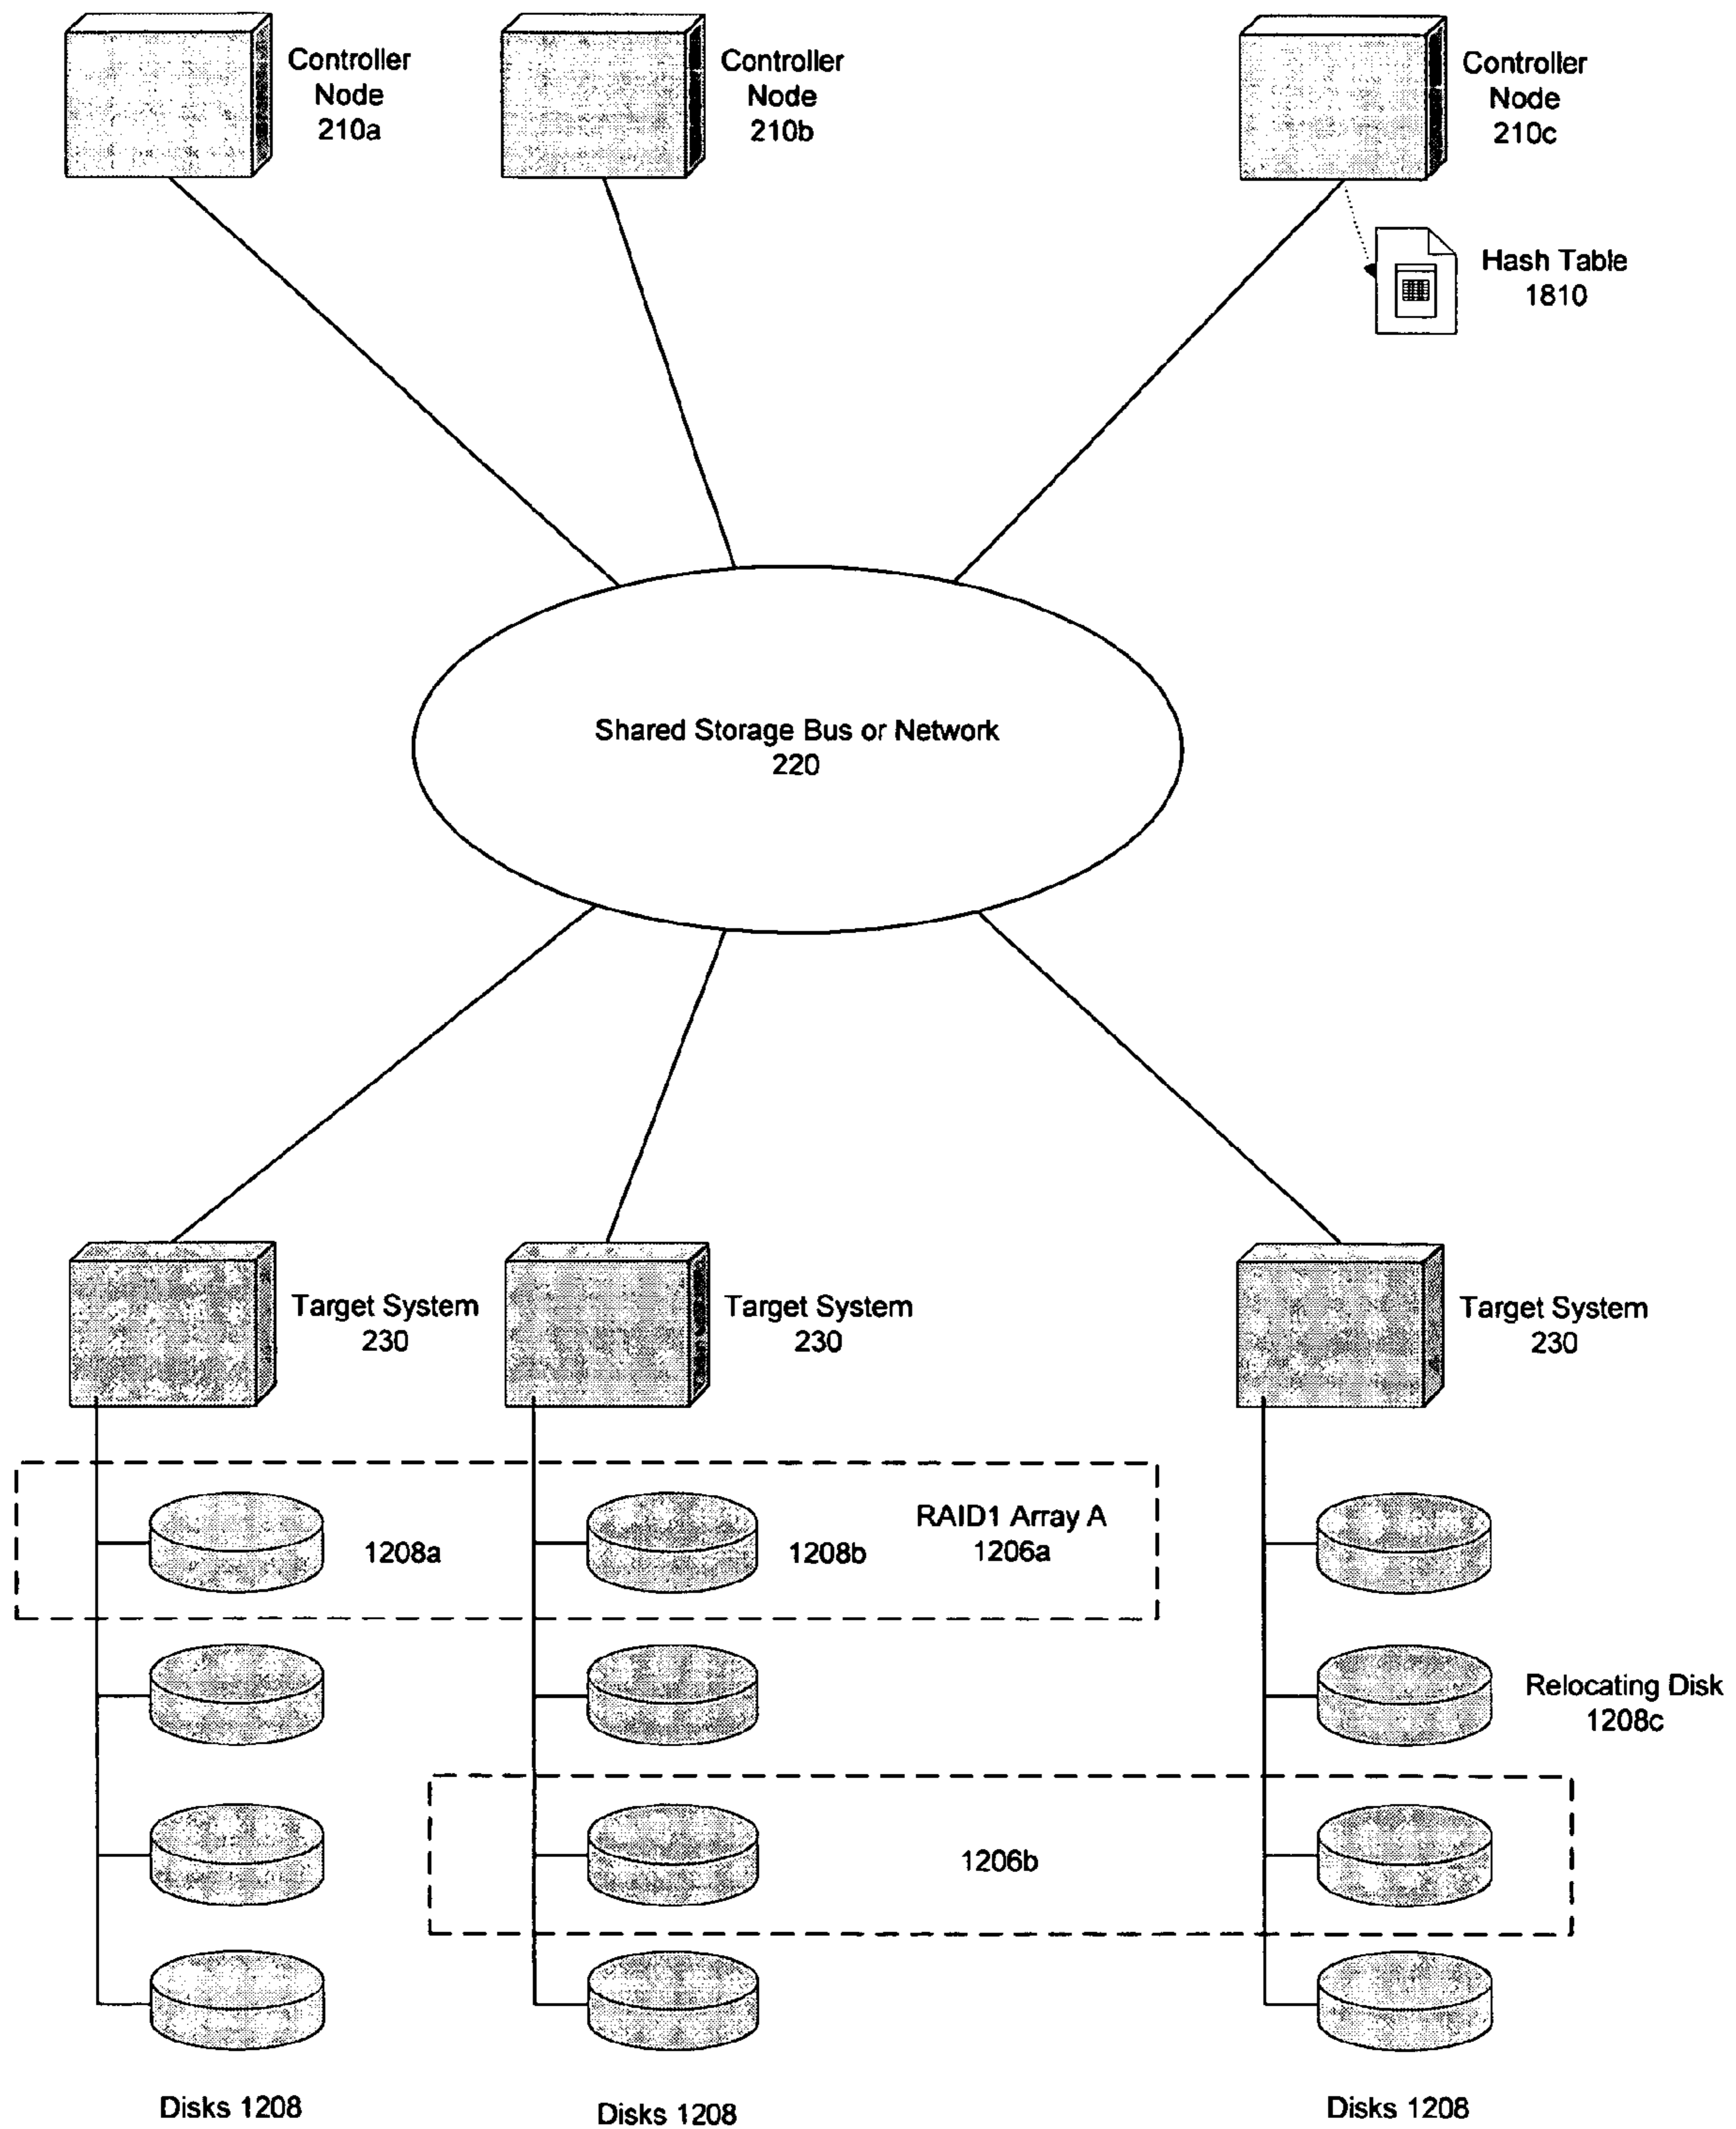 Controller
Node
210a
Controller
Node
210b
Controller
Node
210c
Hash Table
1810
Shared Storage Bus or Network
220
Target System
230
Target System
230
Target System
230
1208a
1208b
RAID1 Array A
1206a
Relocating Disk
1208c
1206b
Disks 1208
Disks 1208
Disks 1208